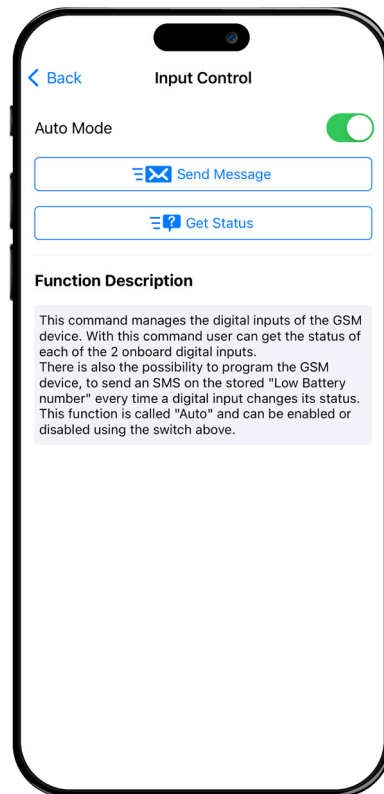 Back
Input Control
Auto Mode
Send Message
Get Status
Function Description
This command manages the digital inputs of the GSM
device. With this command user can get the status of
each of the 2 onboard digital inputs.
There is also the possibility to program the GSM
device, to send an SMS on the stored "Low Battery
number" every time a digital input changes its status.
This function is called "Auto" and can be enabled or
disabled using the switch above.